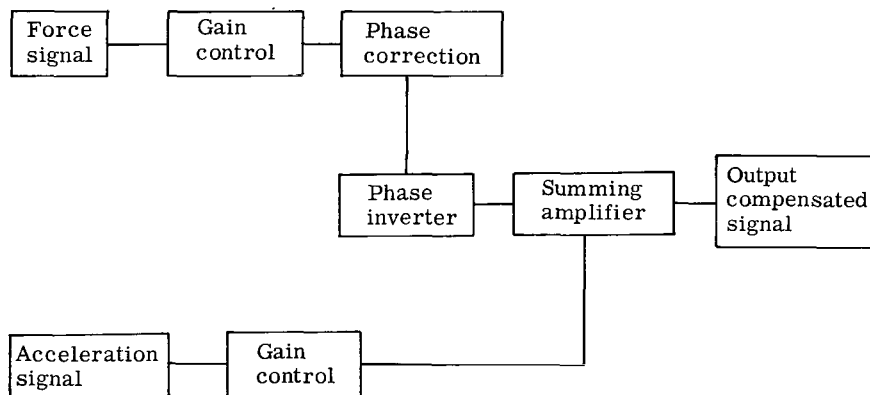 Force
signal
Gain
control
Phase
correction
Phase
inverter
Summing
amplifier
Output
compensated
signal
Acceleration
signal
Gain
control